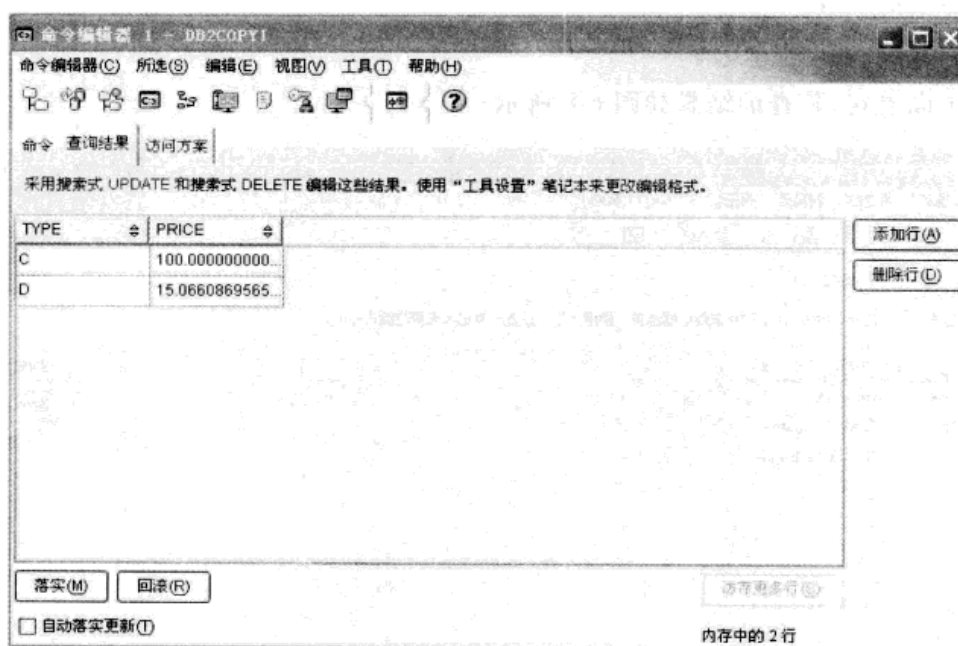 命令编辑器 1 - DB2COPY1
命令编辑器(C) 所选(S) 编辑(E) 视图(V) 工具(T) 帮助(H)
命令 查询结果 访问方案
采用搜索式 UPDATE 和搜索式 DELETE 编辑这些结果。使用“工具设置”笔记本来更改编辑格式。
TYPE PRICE
添加行(A)
C 100.000000000...
删除行(D)
D 15.0660869565...
落实(M) 回滚(R)
自动落实更新(T)
内存中的 2 行